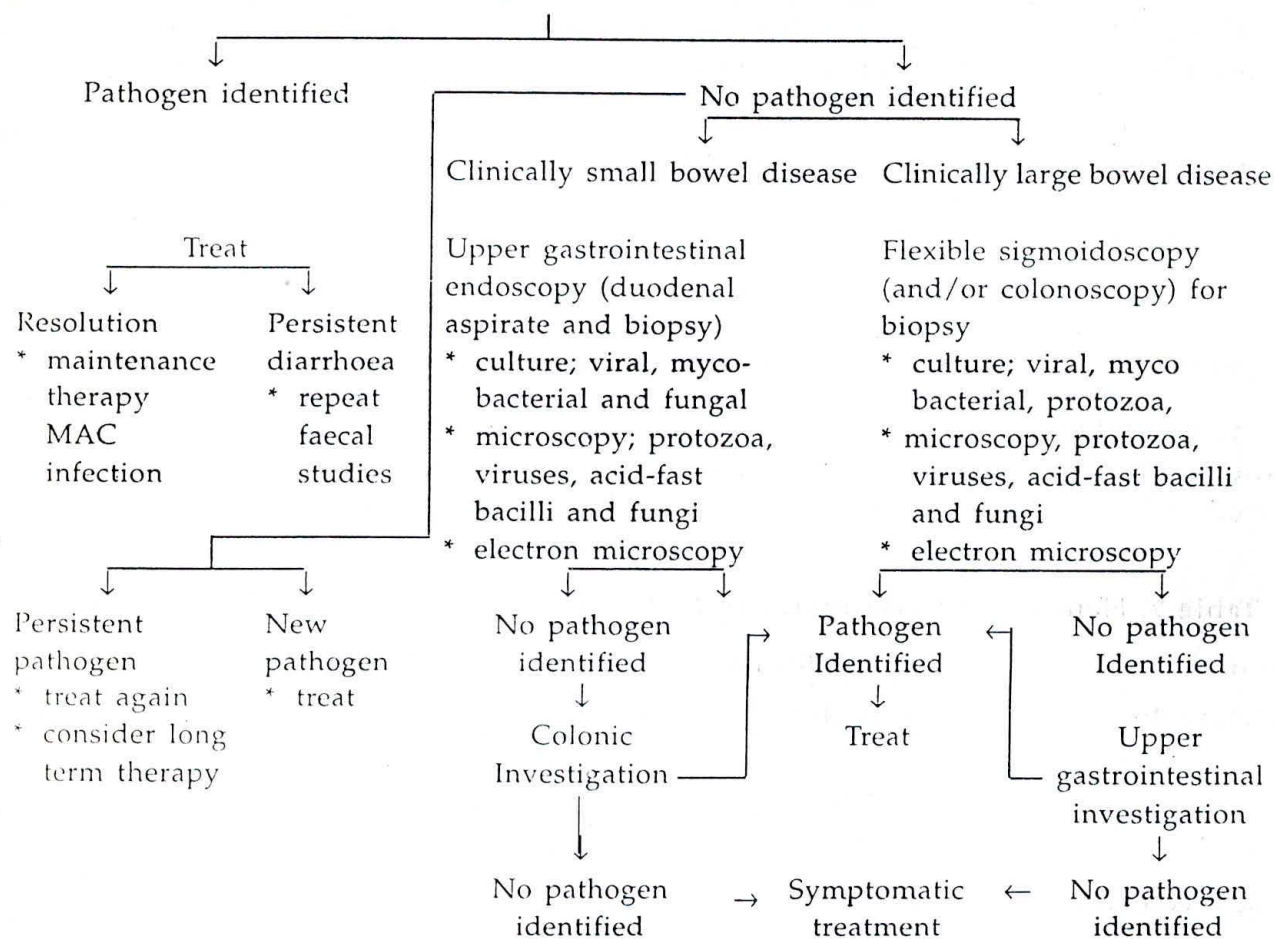 Pathogen identified
No pathogen identified
Clinically small bowel disease
Clinically large bowel disease
Treat
Resolution
* maintenance
therapy
MAC
infection
Persistent
diarrhoea
* repeat
faecal
studies
Upper gastrointestinal
endoscopy (duodenal
aspirate and biopsy)
* culture; viral, myco-
bacterial and fungal
* microscopy; protozoa,
viruses, acid-fast
bacilli and fungi
* electron microscopy
Flexible sigmoidoscopy
(and/or colonoscopy) for
biopsy
* culture; viral, myco
bacterial, protozoa,
* microscopy, protozoa,
viruses, acid-fast bacilli
and fungi
* electron microscopy
Persistent
pathogen
* treat again
* consider long
term therapy
New
pathogen
* treat
No pathogen
identified
Colonic
Investigation
Pathogen
Identified
Treat
No pathogen
Identified
Upper
gastrointestinal
investigation
No pathogen
identified
Symptomatic
treatment
No pathogen
identified